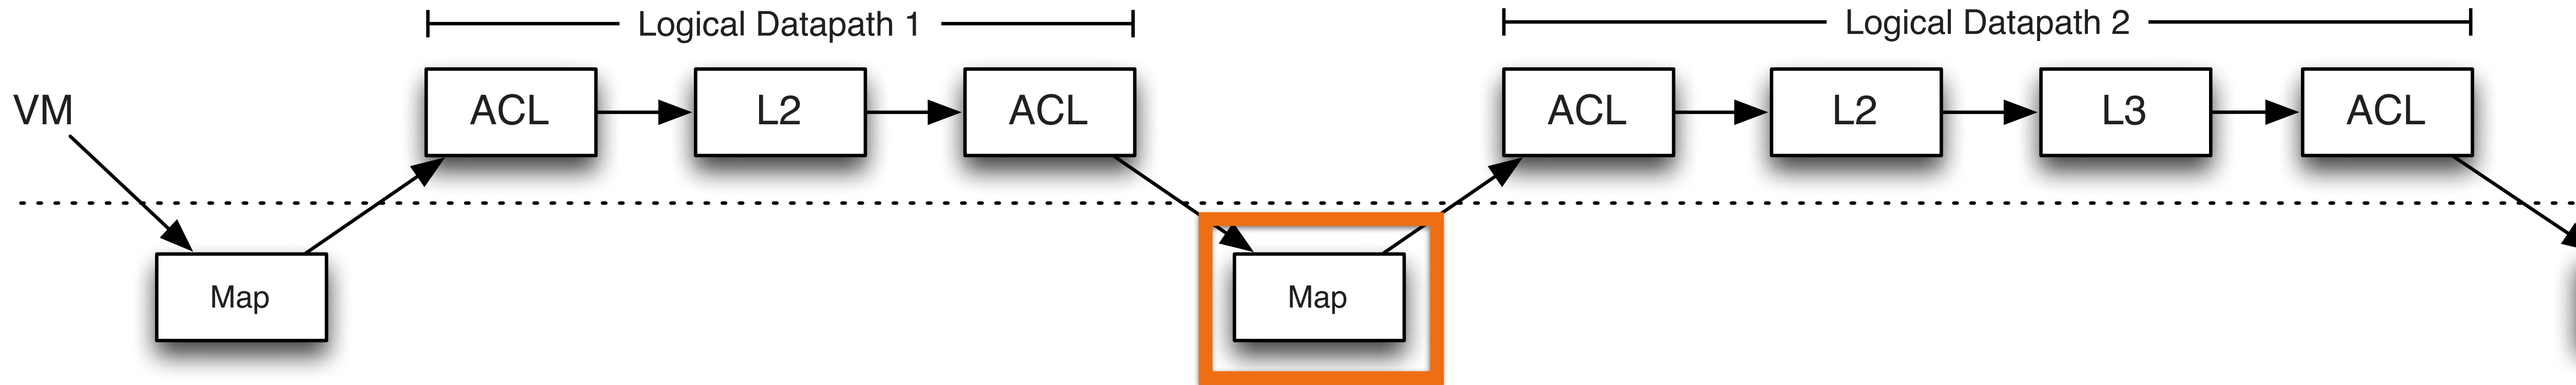 Logical Datapath 1
Logical Datapath 2
VM
ACL
L2
ACL
ACL
L2
L3
ACL
Map
Map